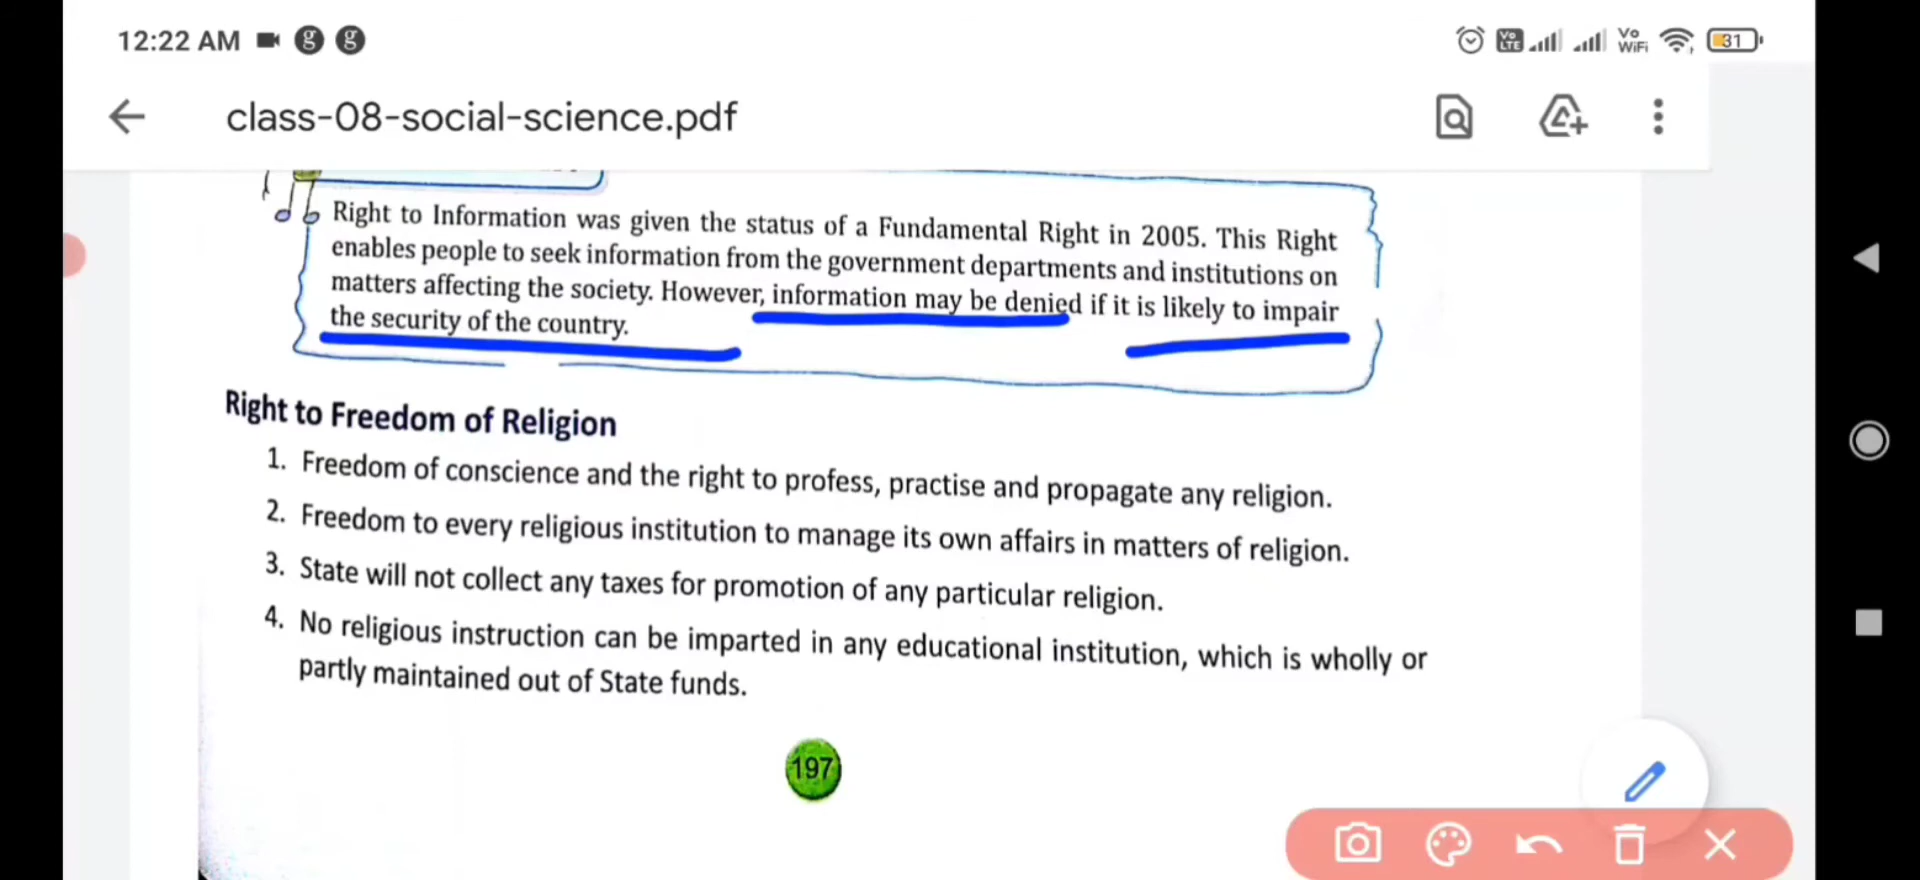 12:22 AM g g Vo LTE Vo WiFi 31
class-08-social-science.pdf
Right to Information was given the status of a Fundamental Right in 2005. This Right
enables people to seek information from the government departments and institutions on
matters affecting the society. However, information may be denied if it is likely to impair
the security of the country.
Right to Freedom of Religion
1. Freedom of conscience and the right to profess, practise and propagate any religion.
2. Freedom to every religious institution to manage its own affairs in matters of religion.
3. State will not collect any taxes for promotion of any particular religion.
4. No religious instruction can be imparted in any educational institution, which is wholly or
partly maintained out of State funds.
197